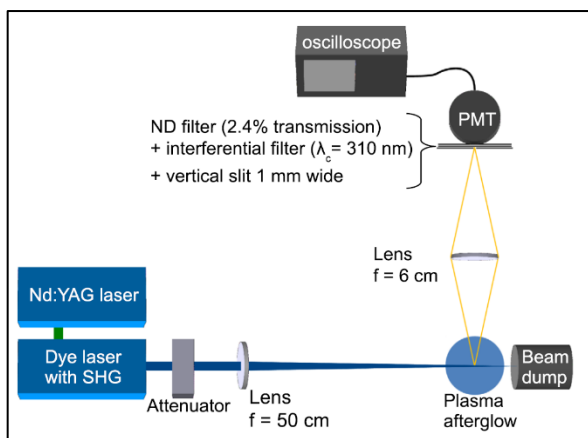 oscilloscope
PMT
ND filter (2.4% transmission)
+ interferential filter (λc= 310 nm)
+ vertical slit 1 mm wide
Lens
f = 6 cm
Nd:YAG laser
Dye laser
with SHG
Attenuator
Lens
f = 50 cm
Plasma
afterglow
Beam
dump